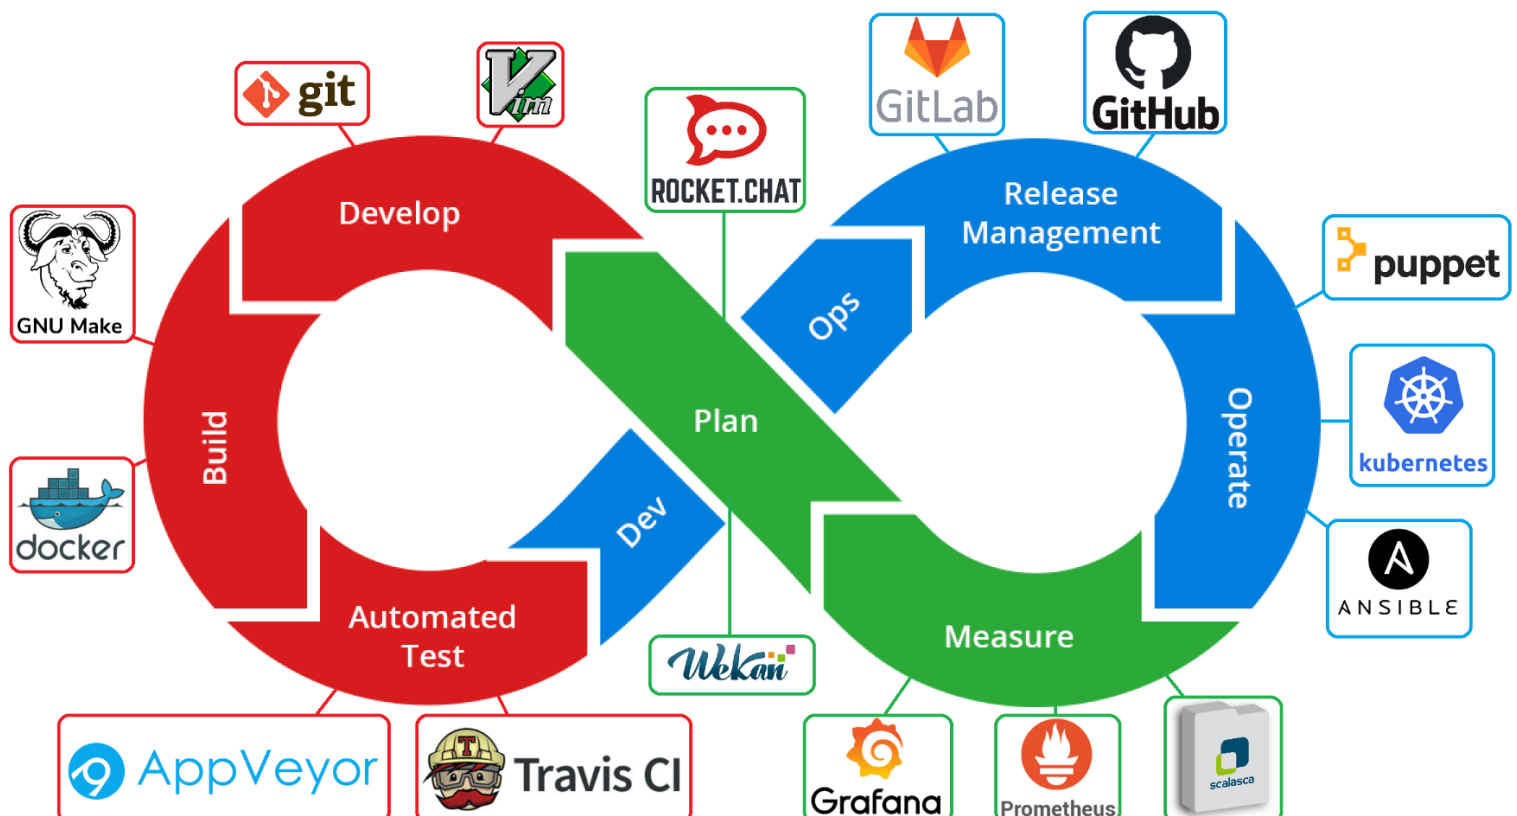 git
Vim
GitLab
GitHub
ROCKET.CHAT
Develop
Release
Management
GNU Make
puppet
Ops
Plan
Build
Operate
kubernetes
docker
Dev
ANSIBLE
Automated
Test
Measure
WeKan
AppVeyor
T
Travis CI
Grafana
Prometheus
scalasca